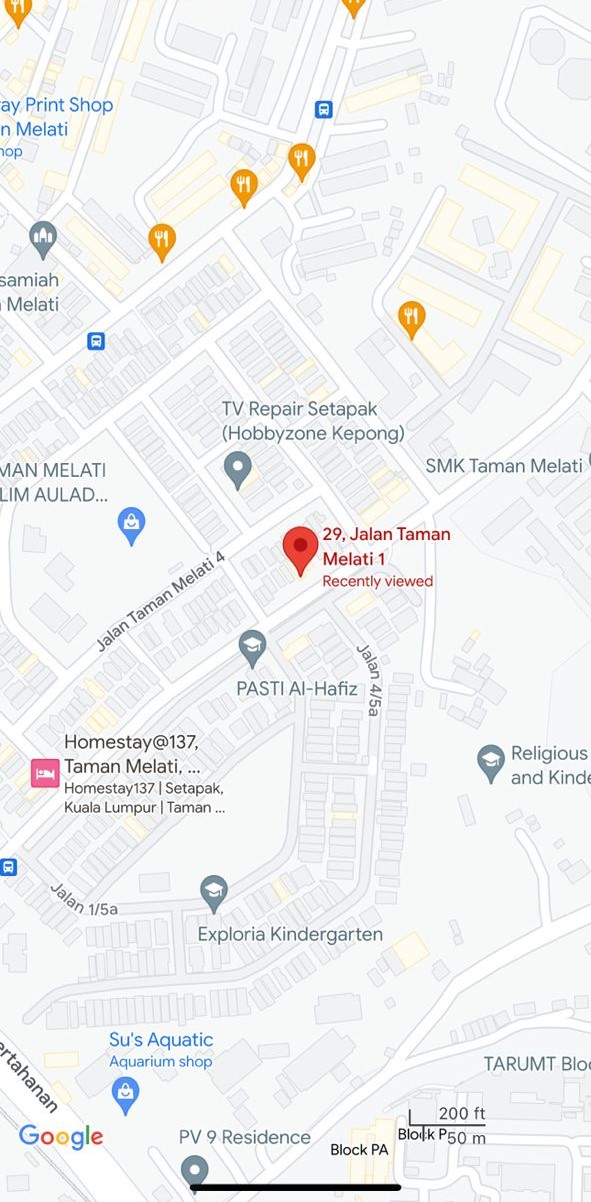 ray Print Shop
n Melati
hop
samiah
Melati
TV Repair Setapak
(Hobbyzone Kepong)
MAN MELATI
LIM AULAD...
SMK Taman Melati
29, Jalan Taman
Melati 1
Recently viewed
Jalan Taman Melati 4
PASTI Al-Hafiz
Jalan 4/5a
Homestay@137,
Taman Melati, ...
Homestay137 | Setapak,
Kuala Lumpur | Taman ...
Religious
and Kinde
Jalan 1/5a
Exploria Kindergarten
Su's Aquatic
Aquarium shop
ertahanan
TARUMT Bloc
200 ft
50 m
Google
PV 9 Residence
Block PA
Block P